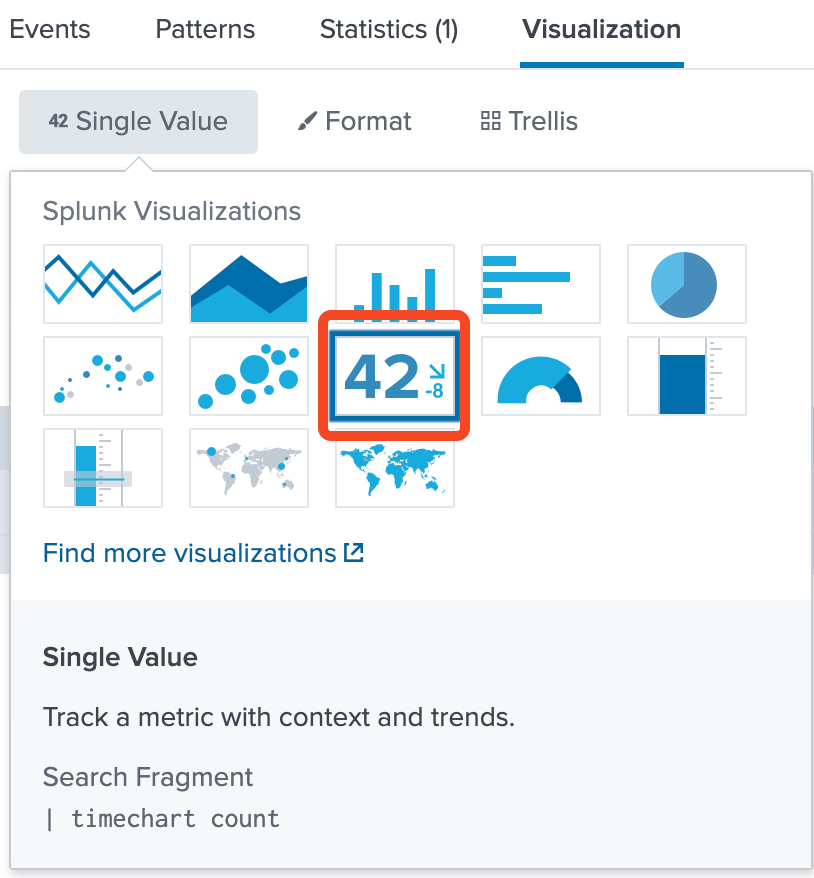 Events Patterns Statistics (1) Visualization
42 Single Value Format Trellis
Splunk Visualizations
42
-8
Find more visualizations
Single Value
Track a metric with context and trends.
Search Fragment
| timechart count